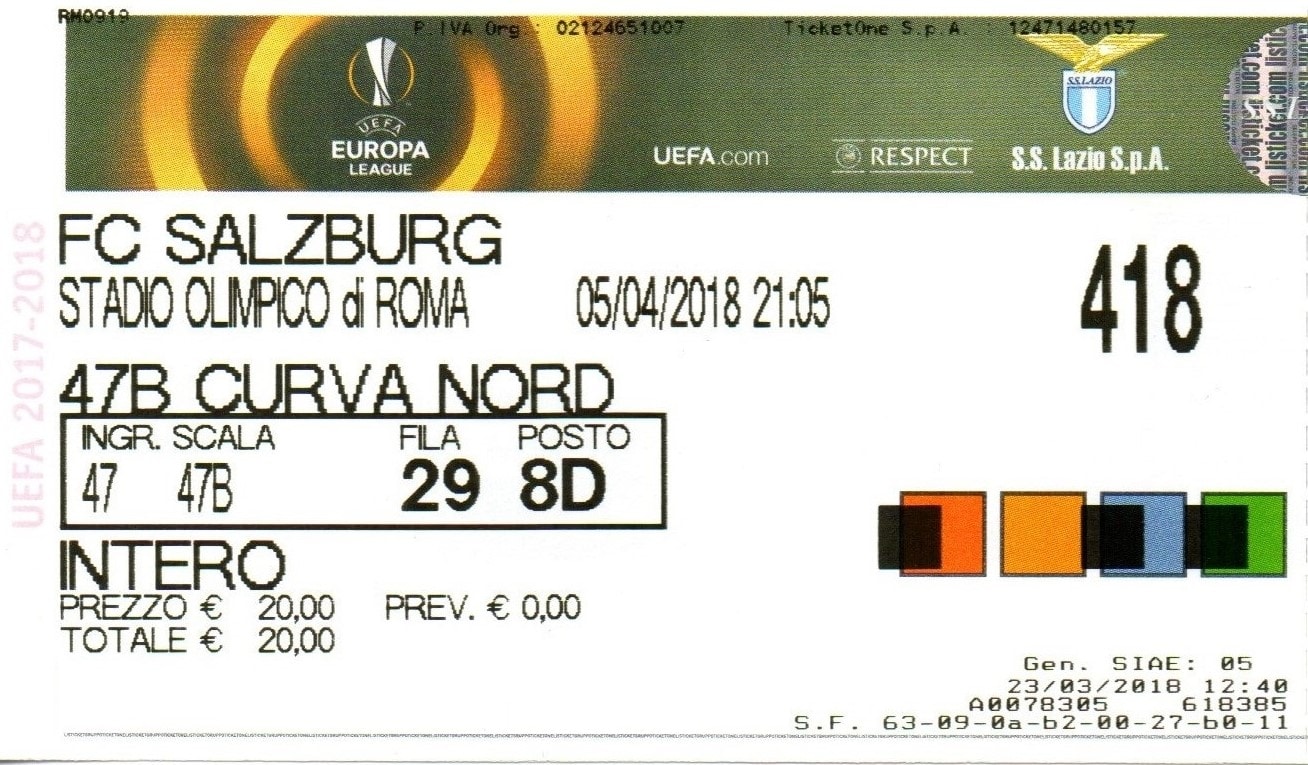 RM0919
P.IVA Org : 02124651007 TicketOne S.p.A. : 12471480157
S.S.LAZIO
UEFA
EUROPA
LEAGUE
UEFA.com RESPECT S.S. Lazio S.p.A.
UEFA 2017-2018
FC SALZBURG
STADIO OLIMPICO di ROMA 05/04/2018 21:05
418
47B CURVA NORD
INGR. SCALA FILA POSTO
47 47B 29 8D
INTERO
PREZZO € 20,00 PREV. € 0,00
TOTALE € 20,00
Gen. SIAE: 05
23/03/2018 12:40
A0078305 618385
S.F. 63-09-0a-b2-00-27-b0-11